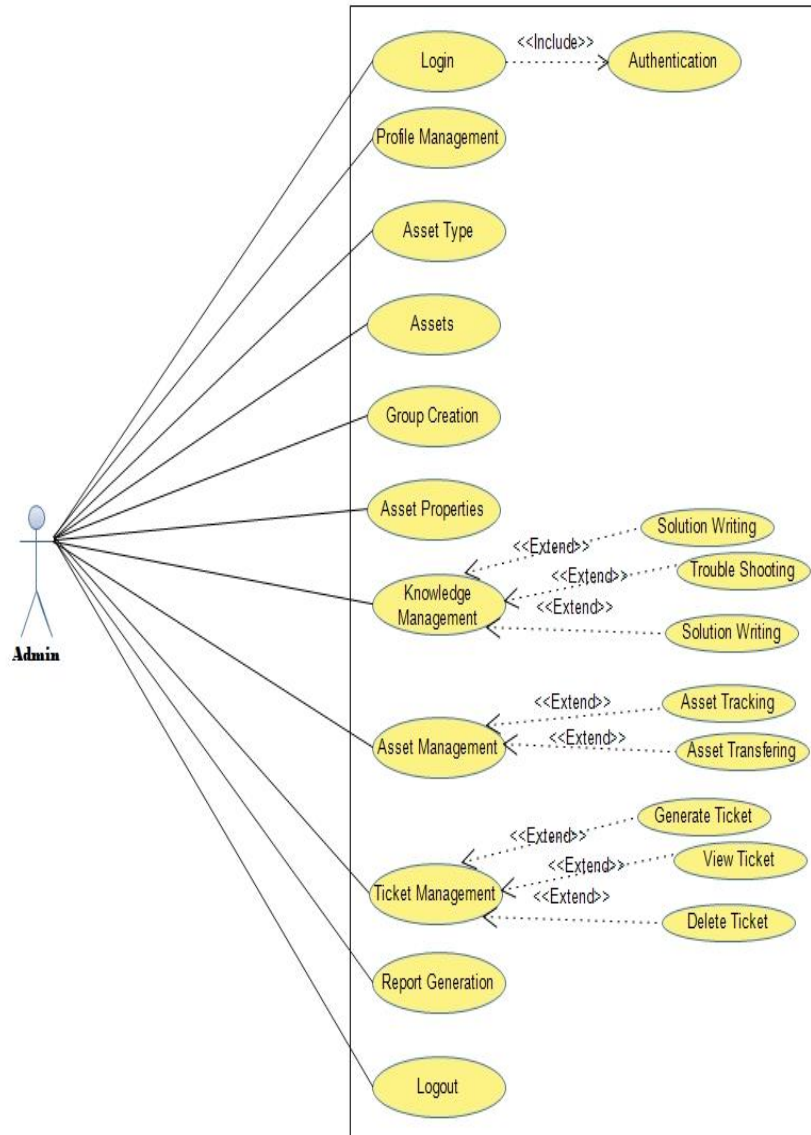 <<Include>>
Login
Authentication
Profile Management
Asset Type
Assets
Group Creation
Asset Properties
Solution Writing
<<Extend>>
Trouble Shooting
<<Extend>>
Knowledge
Management
<<Extend>>
Solution Writing
Admin
Asset Tracking
<<Extend>>
Asset Management
<<Extend>>
Asset Transfering
Generate Ticket
<<Extend>>
View Ticket
<<Extend>>
Ticket Management
<<Extend>>
Delete Ticket
Report Generation
Logout